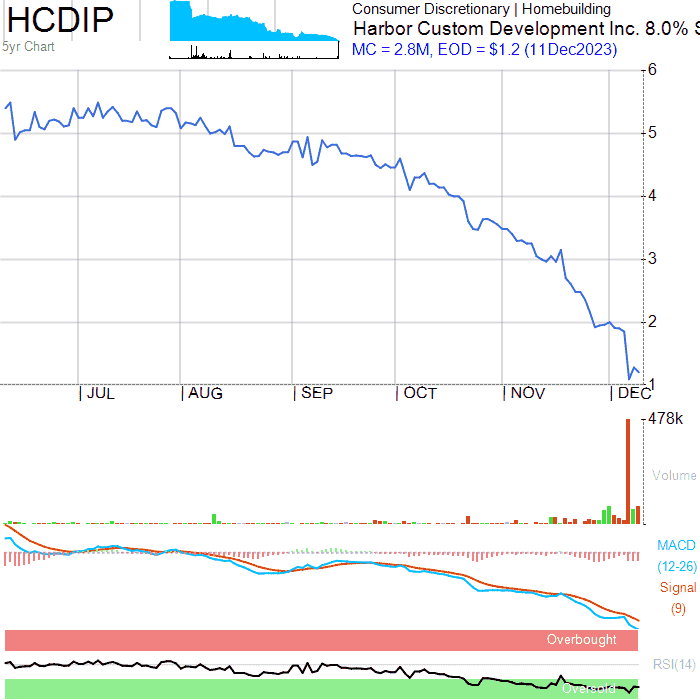 HCDIP
5yr Chart
Consumer Discretionary | Homebuilding
Harbor Custom Development Inc. 8.0% S
MC = 2.8M, EOD = $1.2 (11Dec2023)
6
5
4
3
2
1
JUL
AUG
SEP
OCT
NOV
DEC
478k
Volume
MACD
(12-26)
Signal
(9)
Overbought
RSI(14)
Oversold